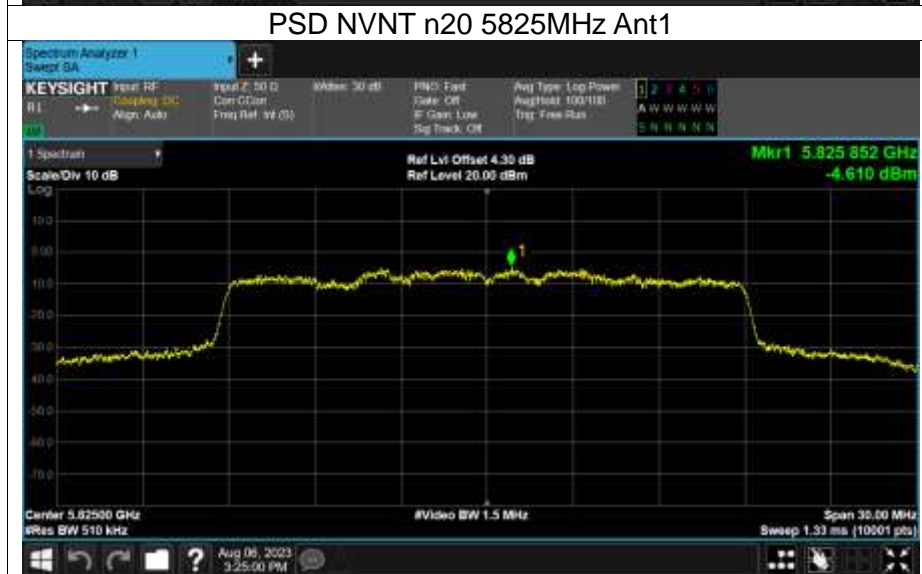 PSD NVNT n20 5825MHz Ant1
Spectrum Analyzer 1
Swept SA
+
KEYSIGHT Input: RF
Coupling: DC
Align: Auto
Input Z: 50 Ω
Corr CCorr
Freq Ref: Int (S)
#Atten: 30 dB
PNO: Fast
Gate: Off
IF Gain: Low
Sig Track: Off
Avg Type: Log-Power
Avg|Hold: 100/100
Trig: Free Run
1 2 3 4 5 6
A W W W W W
S N N N N N
1 Spectrum
Scale/Div 10 dB
Ref Lvl Offset 4.30 dB
Ref Level 20.00 dBm
Mkr1 5.825 852 GHz
-4.610 dBm
Log
10.0
0.00
-10.0
-20.0
-30.0
-40.0
-50.0
-60.0
-70.0
1
Center 5.82500 GHz
#Res BW 510 kHz
#Video BW 1.5 MHz
Span 30.00 MHz
Sweep 1.33 ms (10001 pts)
?
Aug 06, 2023
3:25:00 PM